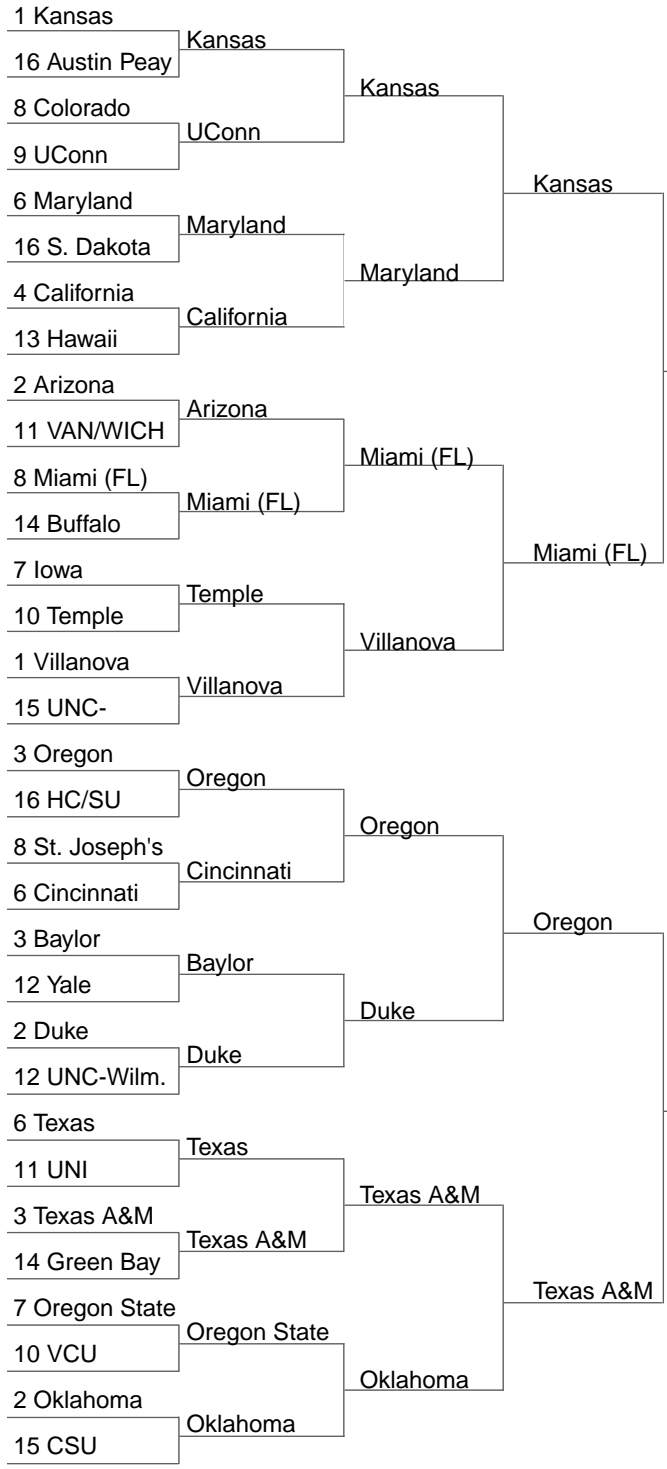 1 Kansas
16 Austin Peay
8 Colorado
9 UConn
6 Maryland
16 S. Dakota
4 California
13 Hawaii
2 Arizona
11 VAN/WICH
8 Miami (FL)
14 Buffalo
7 Iowa
10 Temple
1 Villanova
15 UNC-
3 Oregon
16 HC/SU
8 St. Joseph's
6 Cincinnati
3 Baylor
12 Yale
2 Duke
12 UNC-Wilm.
6 Texas
11 UNI
3 Texas A&M
14 Green Bay
7 Oregon State
10 VCU
2 Oklahoma
15 CSU
Kansas
UConn
Maryland
California
Arizona
Miami (FL)
Temple
Villanova
Oregon
Cincinnati
Baylor
Duke
Texas
Texas A&M
Oregon State
Oklahoma
Kansas
Maryland
Miami (FL)
Villanova
Oregon
Duke
Texas A&M
Oklahoma
Kansas
Miami (FL)
Oregon
Texas A&M